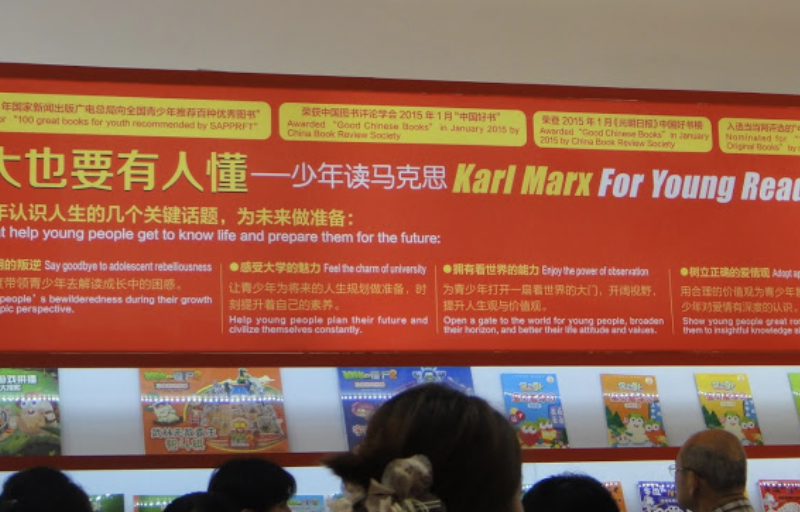 年国家新闻出版广电总局向全国青少年推荐百种优秀图书"
"100 great books for youth recommended by SAPPRFT"
荣获中国图书评论学会 2015 年 1 月"中国好书"
Awarded "Good Chinese Books" in January 2015 by
China Book Review Society
荣登 2015 年 1 月《光明日报》中国好书榜
Awarded "Good Chinese Books" in January
2015 by China Book Review Society
入选当当网评选的"
Nominated for "
Original Books" by
大也要有人懂——少年读马克思 Karl Marx For Young Read
年认识人生的几个关键话题，为未来做准备：
at help young people get to know life and prepare them for the future:
的叛逆 Say goodbye to adolescent rebelliousness
带领青少年去解读成长中的困惑。
people's bewilderedness during their growth
pic perspective.
●感受大学的魅力 Feel the charm of university
让青少年为将来的人生规划做准备，时
刻提升着自己的素养。
Help young people plan their future and
civilize themselves constantly.
●拥有看世界的能力 Enjoy the power of observation
为青少年打开一扇看世界的大门，开阔视野，
提升人生观与价值观。
Open a gate to the world for young people, broaden
their horizon, and better their life attitude and values.
●树立正确的爱情观 Adopt ap
用合理的价值观为青少年
少年对爱情有深度的认识。
Show young people great ro
them to insightful knowledge